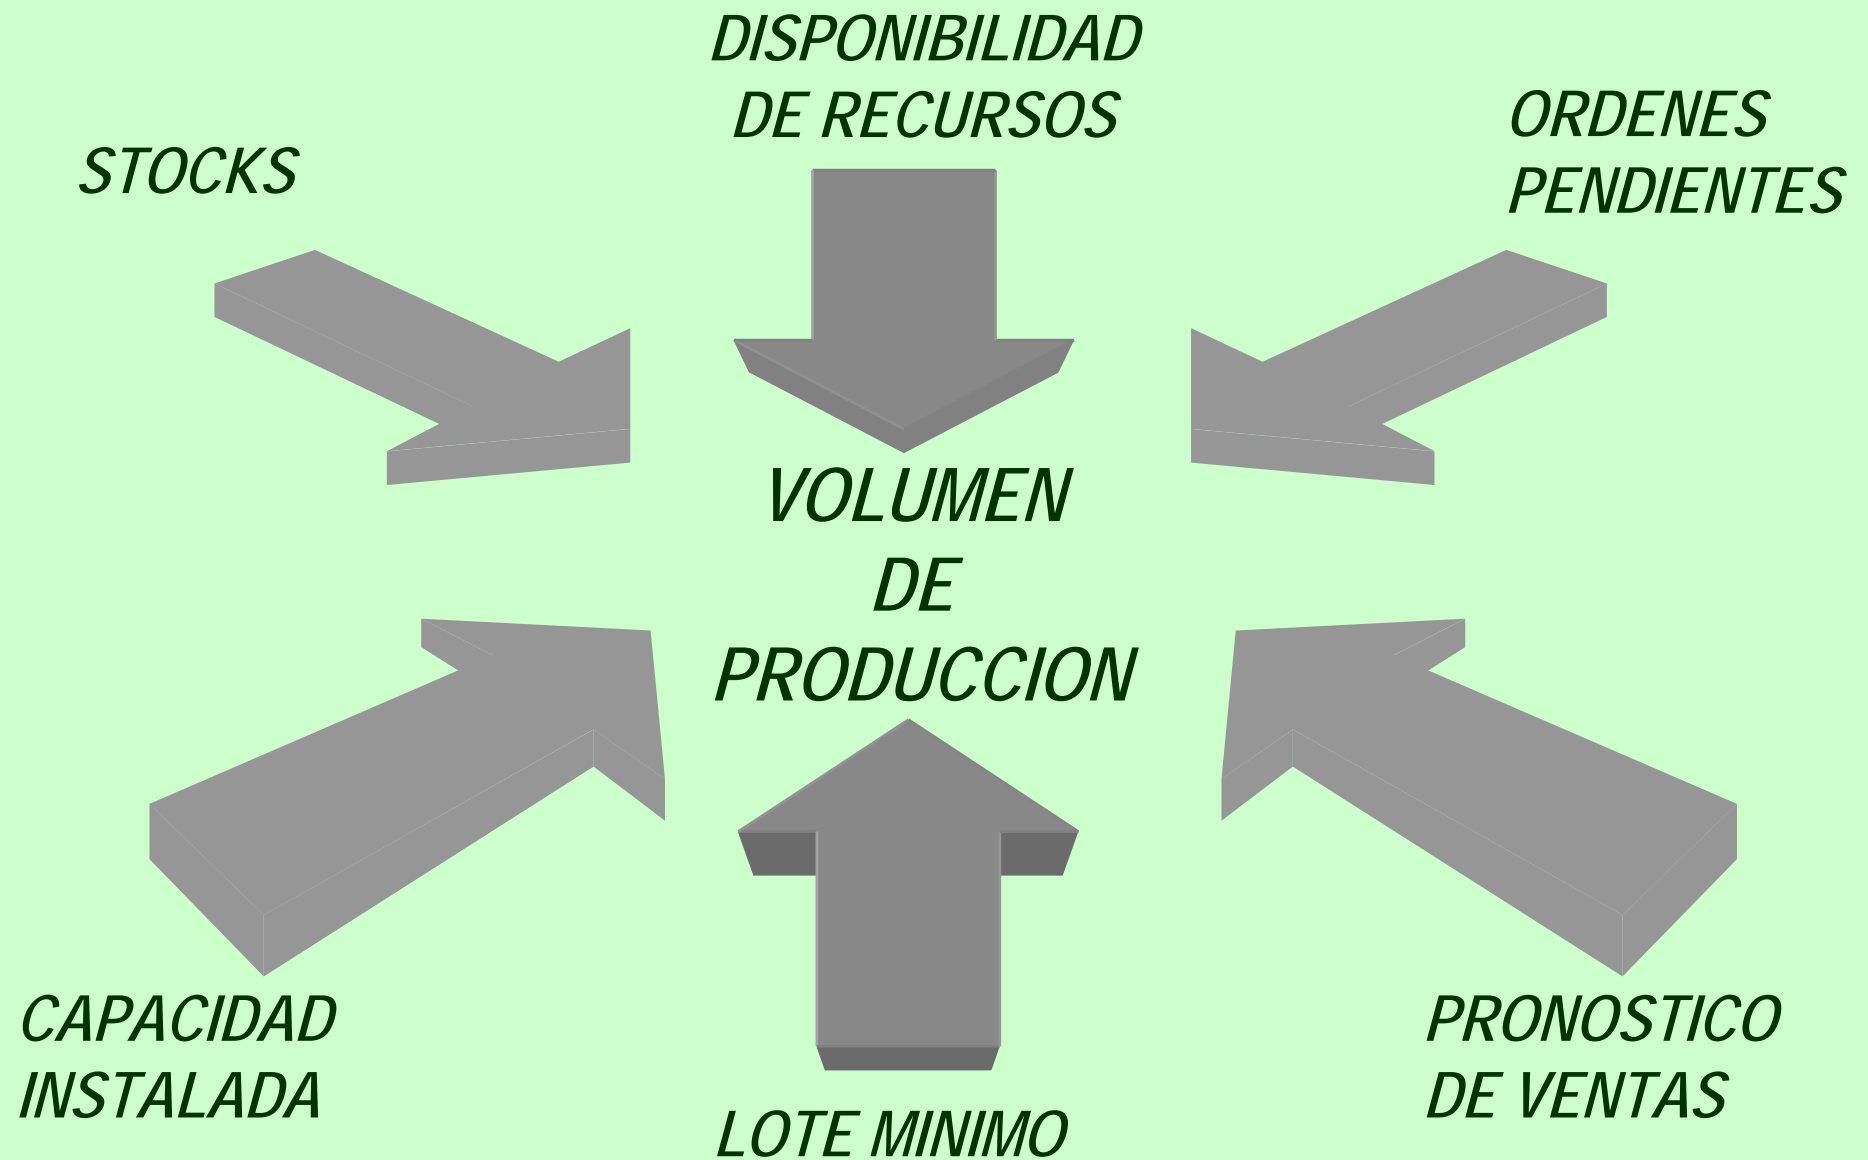 DISPONIBILIDAD
DE RECURSOS
STOCKS
ORDENES
PENDIENTES
VOLUMEN
DE
PRODUCCION
CAPACIDAD
INSTALADA
PRONOSTICO
DE VENTAS
LOTE MINIMO